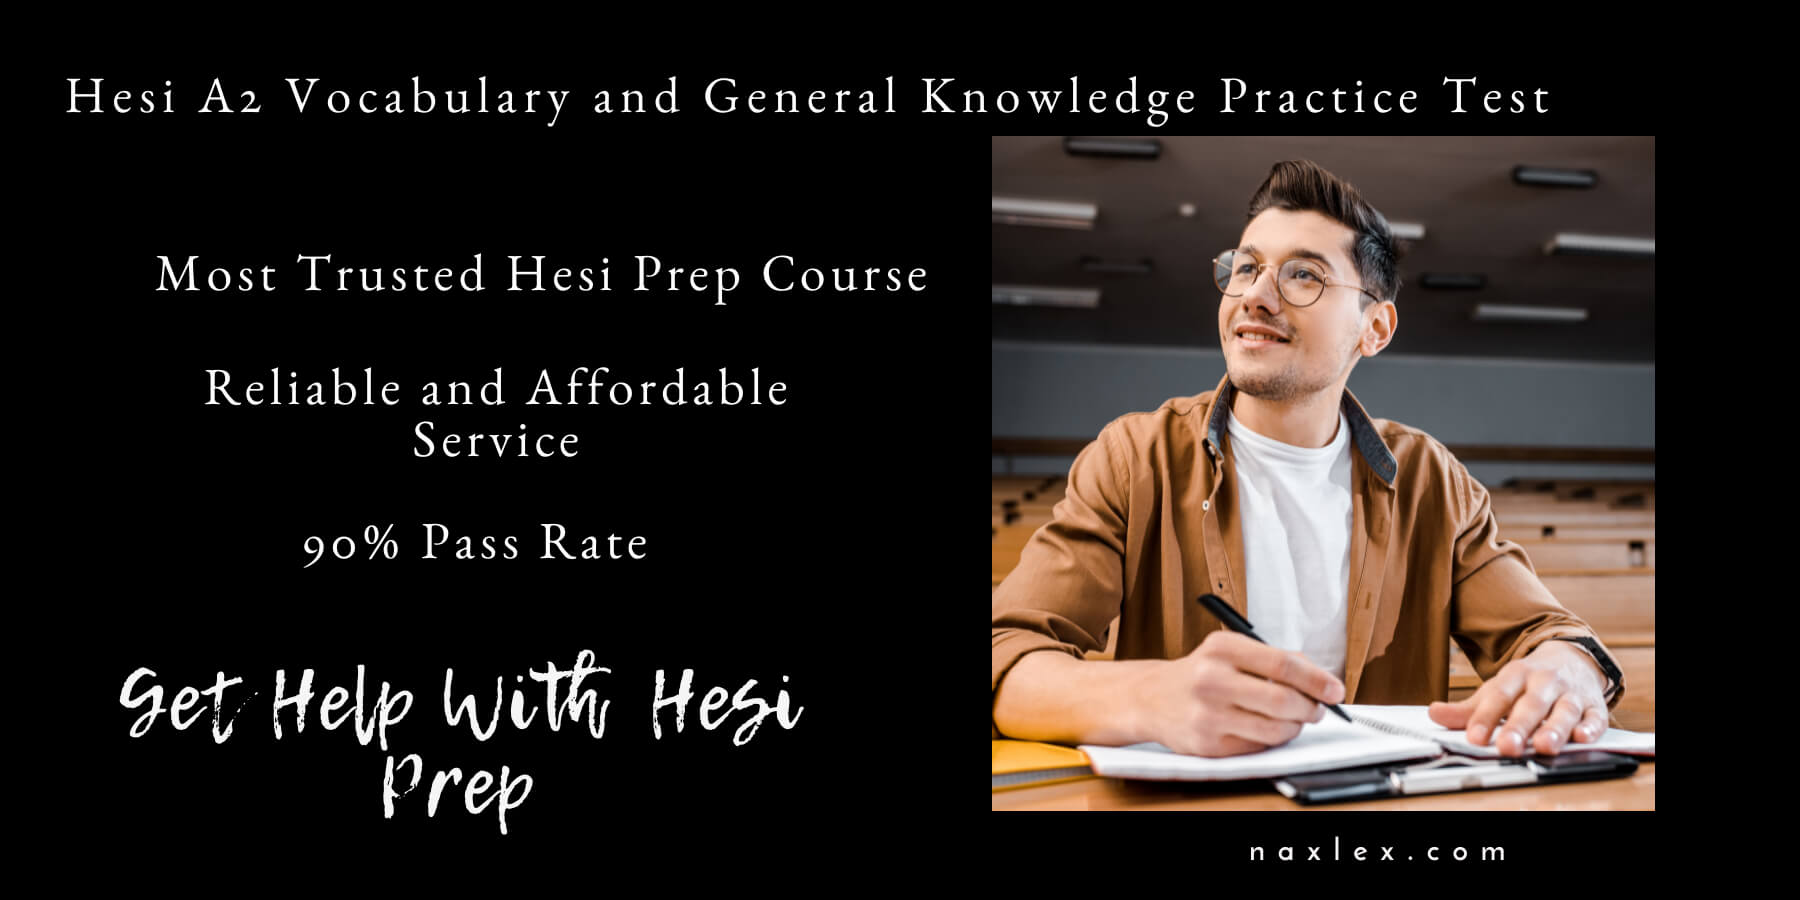 Hesi A2 Vocabulary and General Knowledge Practice Test
Most Trusted Hesi Prep Course
Reliable and Affordable
Service
90% Pass Rate
Get Help With Hesi
Prep
naxlex.com